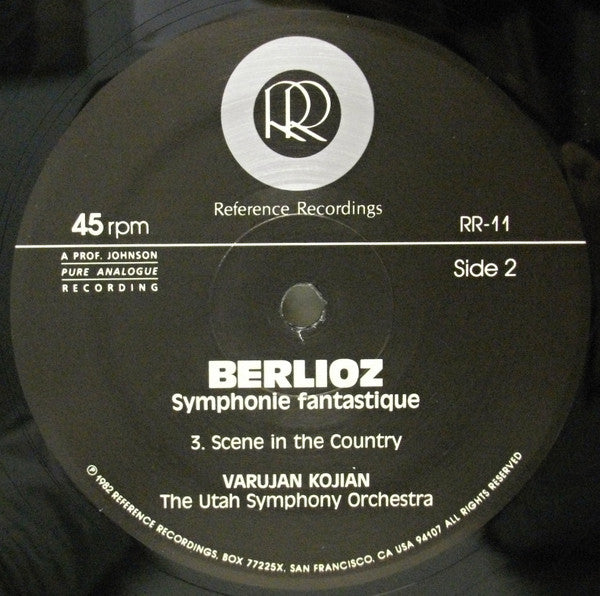 RR
Reference Recordings
45 rpm
RR-11
A PROF. JOHNSON
PURE ANALOGUE
RECORDING
Side 2
BERLIOZ
Symphonie fantastique
3. Scene in the Country
VARUJAN KOJIAN
The Utah Symphony Orchestra
℗ 1982 REFERENCE RECORDINGS, BOX 77225X, SAN FRANCISCO, CA USA 94107 ALL RIGHTS RESERVED